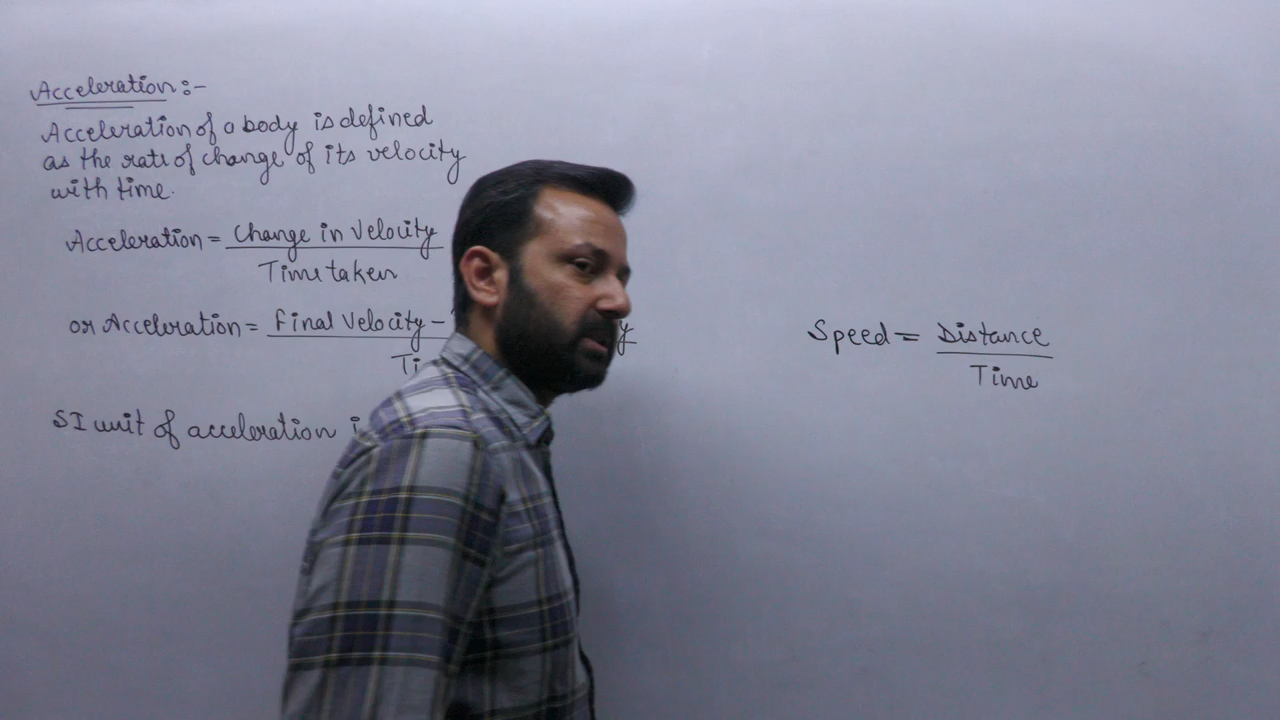 Acceleration :-
Acceleration of a body is defined
as the rate of change of its velocity
with time.
Acceleration = Change in Velocity
Time taken
or Acceleration = Final Velocity -
SI unit of acceleration
Speed = Distance
Time